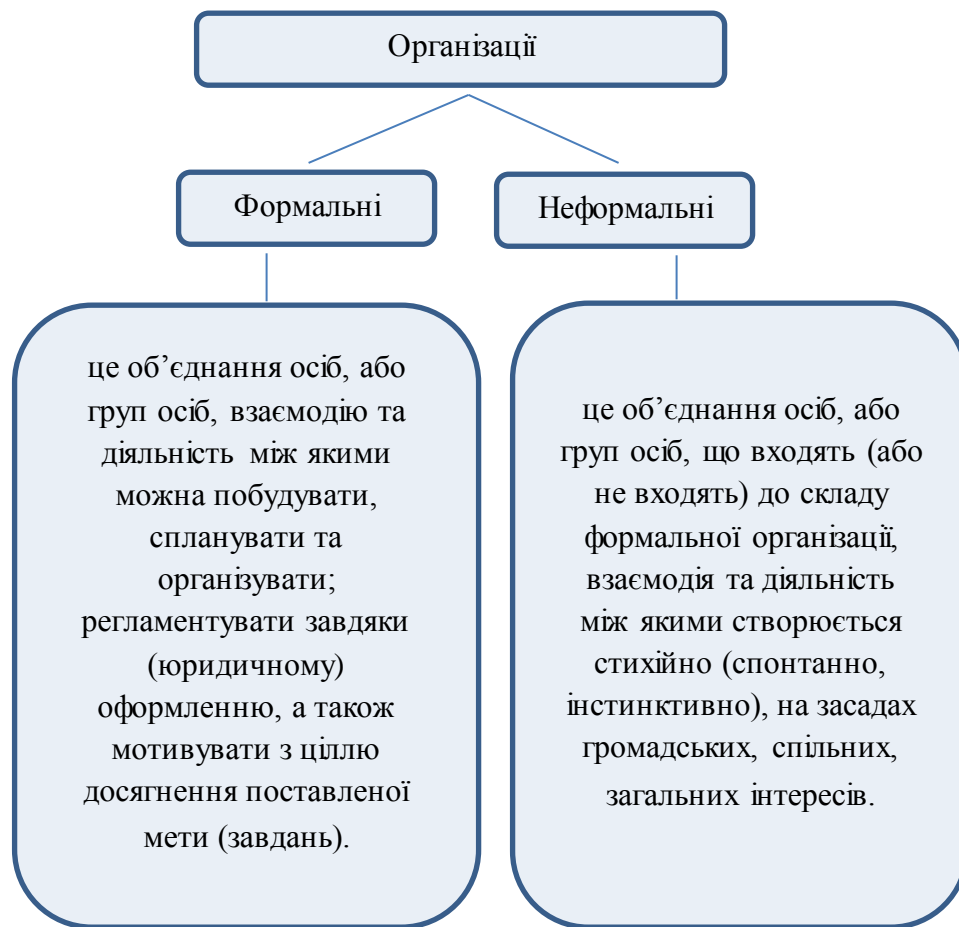 Організації
Формальні
Неформальні
це об’єднання осіб, або
груп осіб, взаємодію та
діяльність між якими
можна побудувати,
спланувати та
організувати;
регламентувати завдяки
(юридичному)
оформленню, а також
мотивувати з ціллю
досягнення поставленої
мети (завдань).
це об’єднання осіб, або
груп осіб, що входять (або
не входять) до складу
формальної організації,
взаємодія та діяльність
між якими створюється
стихійно (спонтанно,
інстинктивно), на засадах
громадських, спільних,
загальних інтересів.